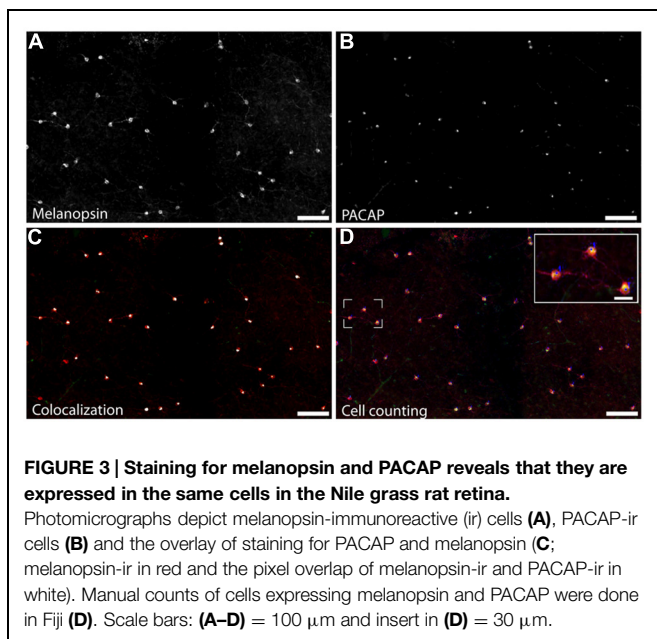 A
B
Melanopsin
PACAP
C
D
Colocalization
Cell counting
FIGURE 3 | Staining for melanopsin and PACAP reveals that they are
expressed in the same cells in the Nile grass rat retina.
Photomicrographs depict melanopsin-immunoreactive (ir) cells (A), PACAP-ir
cells (B) and the overlay of staining for PACAP and melanopsin (C;
melanopsin-ir in red and the pixel overlap of melanopsin-ir and PACAP-ir in
white). Manual counts of cells expressing melanopsin and PACAP were done
in Fiji (D). Scale bars: (A–D) = 100 μm and insert in (D) = 30 μm.